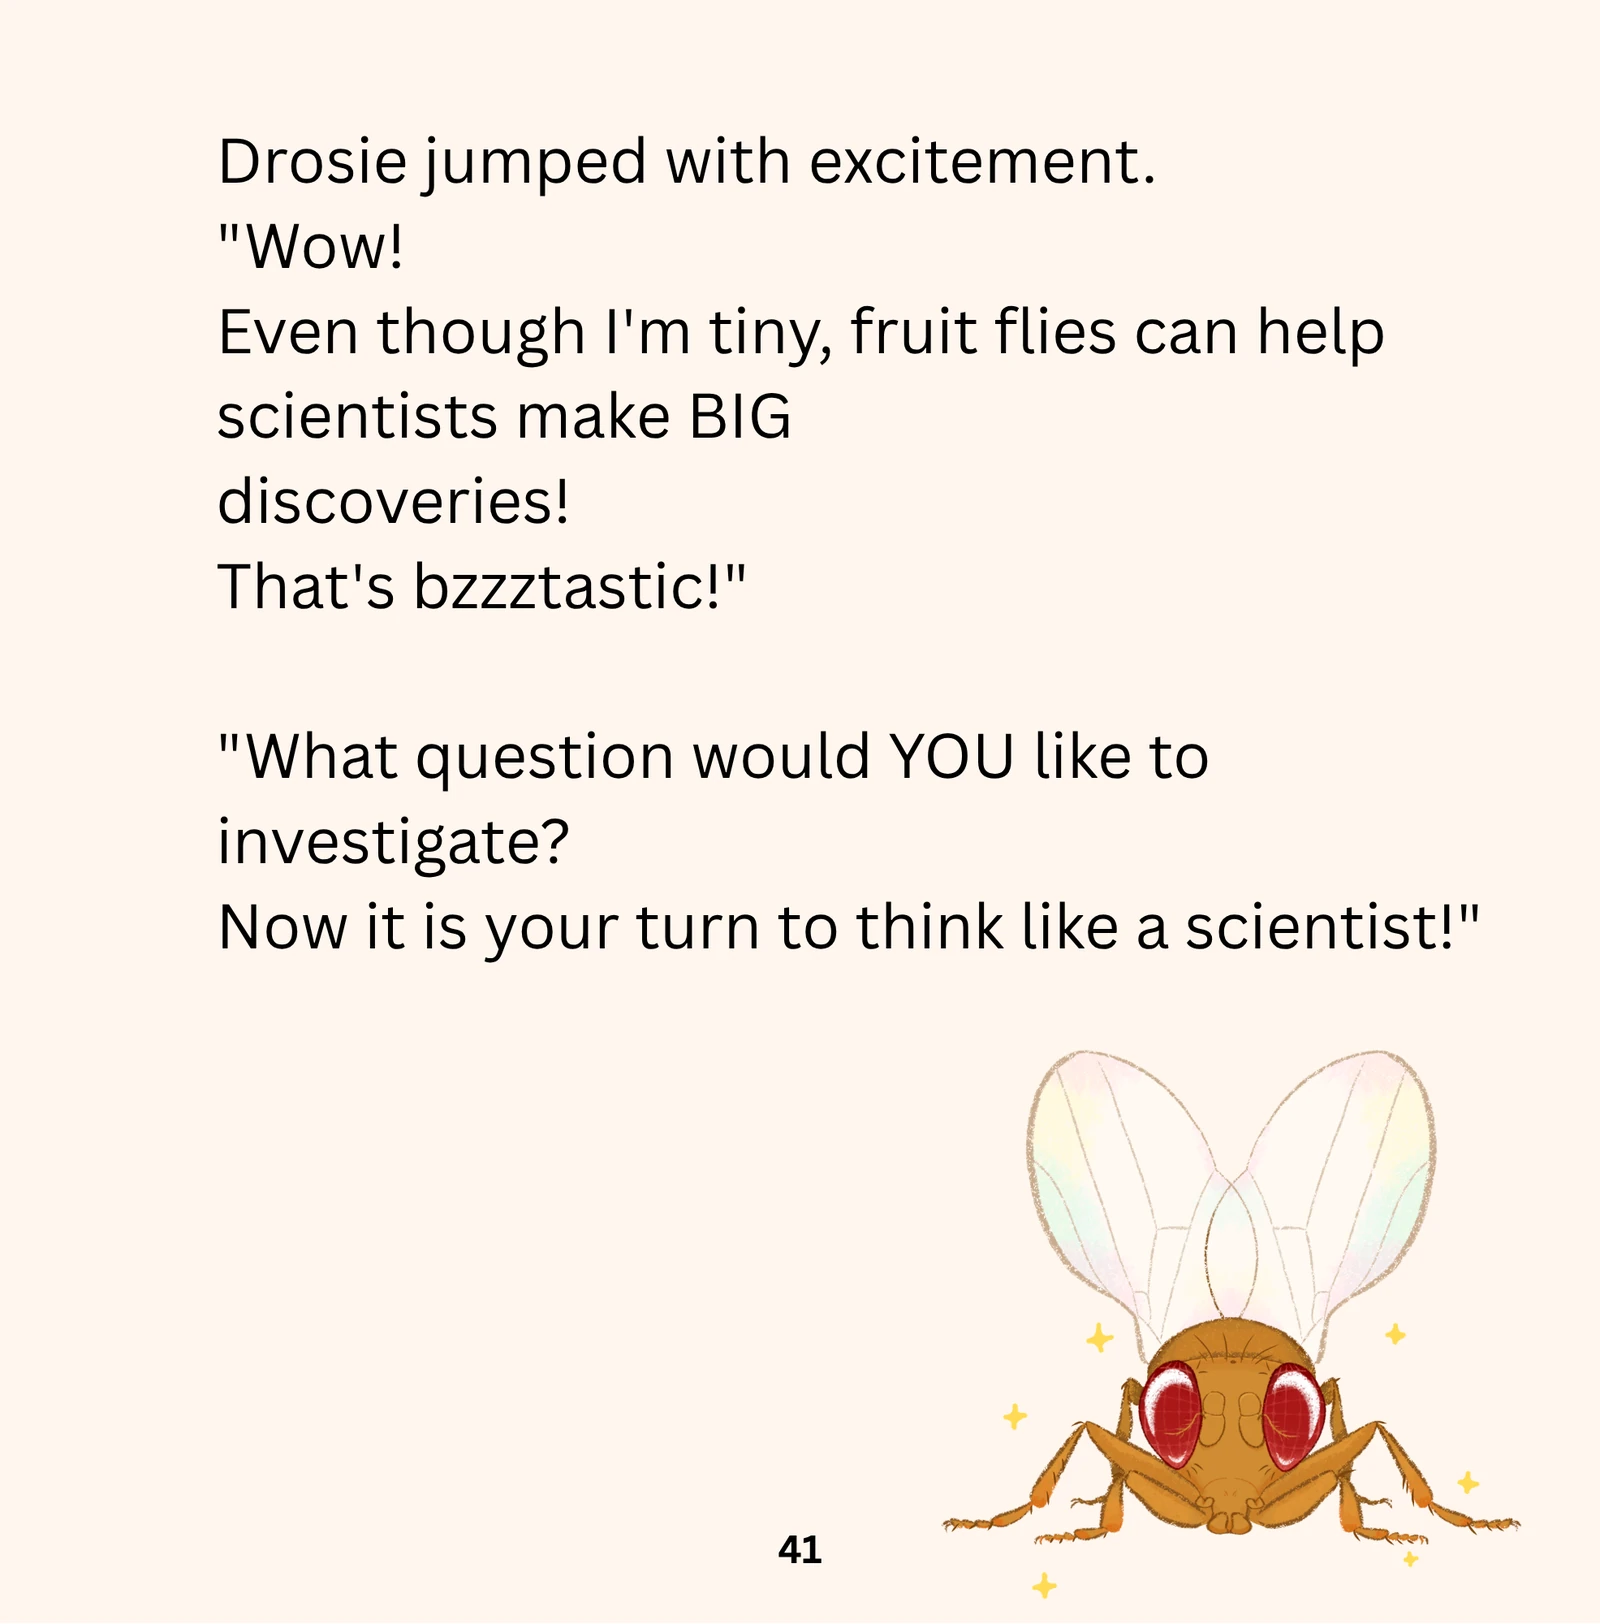 Drosie jumped with excitement.
"Wow!
Even though I'm tiny, fruit flies can help
scientists make BIG
discoveries!
That's bzzztastic!"
"What question would YOU like to
investigate?
Now it is your turn to think like a scientist!"
41